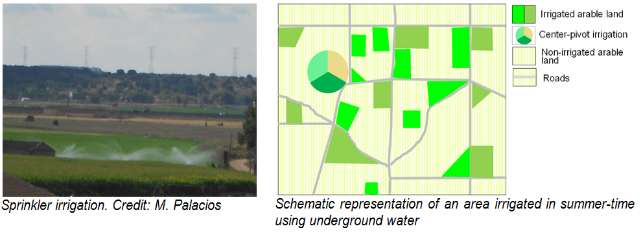 Irrigated arable land
Center-pivot irrigation
Non-irrigated arable
land
Roads
Sprinkler irrigation. Credit: M. Palacios
Schematic representation of an area irrigated in summer-time
using underground water